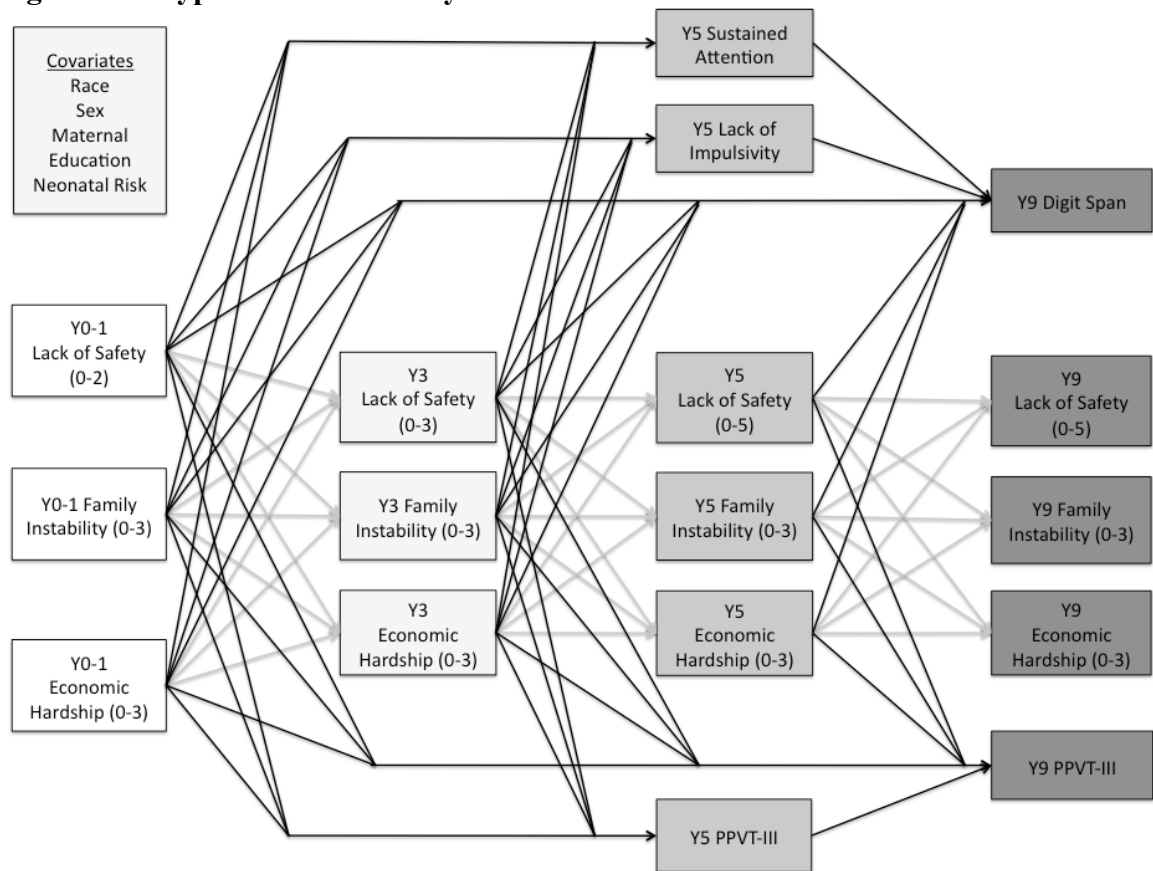 Covariates
Race
Sex
Maternal
Education
Neonatal Risk
Y5 Sustained
Attention
Y5 Lack of
Impulsivity
Y9 Digit Span
Y0-1
Lack of Safety
(0-2)
Y3
Lack of Safety
(0-3)
Y5
Lack of Safety
(0-5)
Y9
Lack of Safety
(0-5)
Y0-1 Family
Instability (0-3)
Y3 Family
Instability (0-3)
Y5 Family
Instability (0-3)
Y9 Family
Instability (0-3)
Y0-1
Economic
Hardship (0-3)
Y3
Economic
Hardship (0-3)
Y5
Economic
Hardship (0-3)
Y9
Economic
Hardship (0-3)
Y9 PPVT-III
Y5 PPVT-III